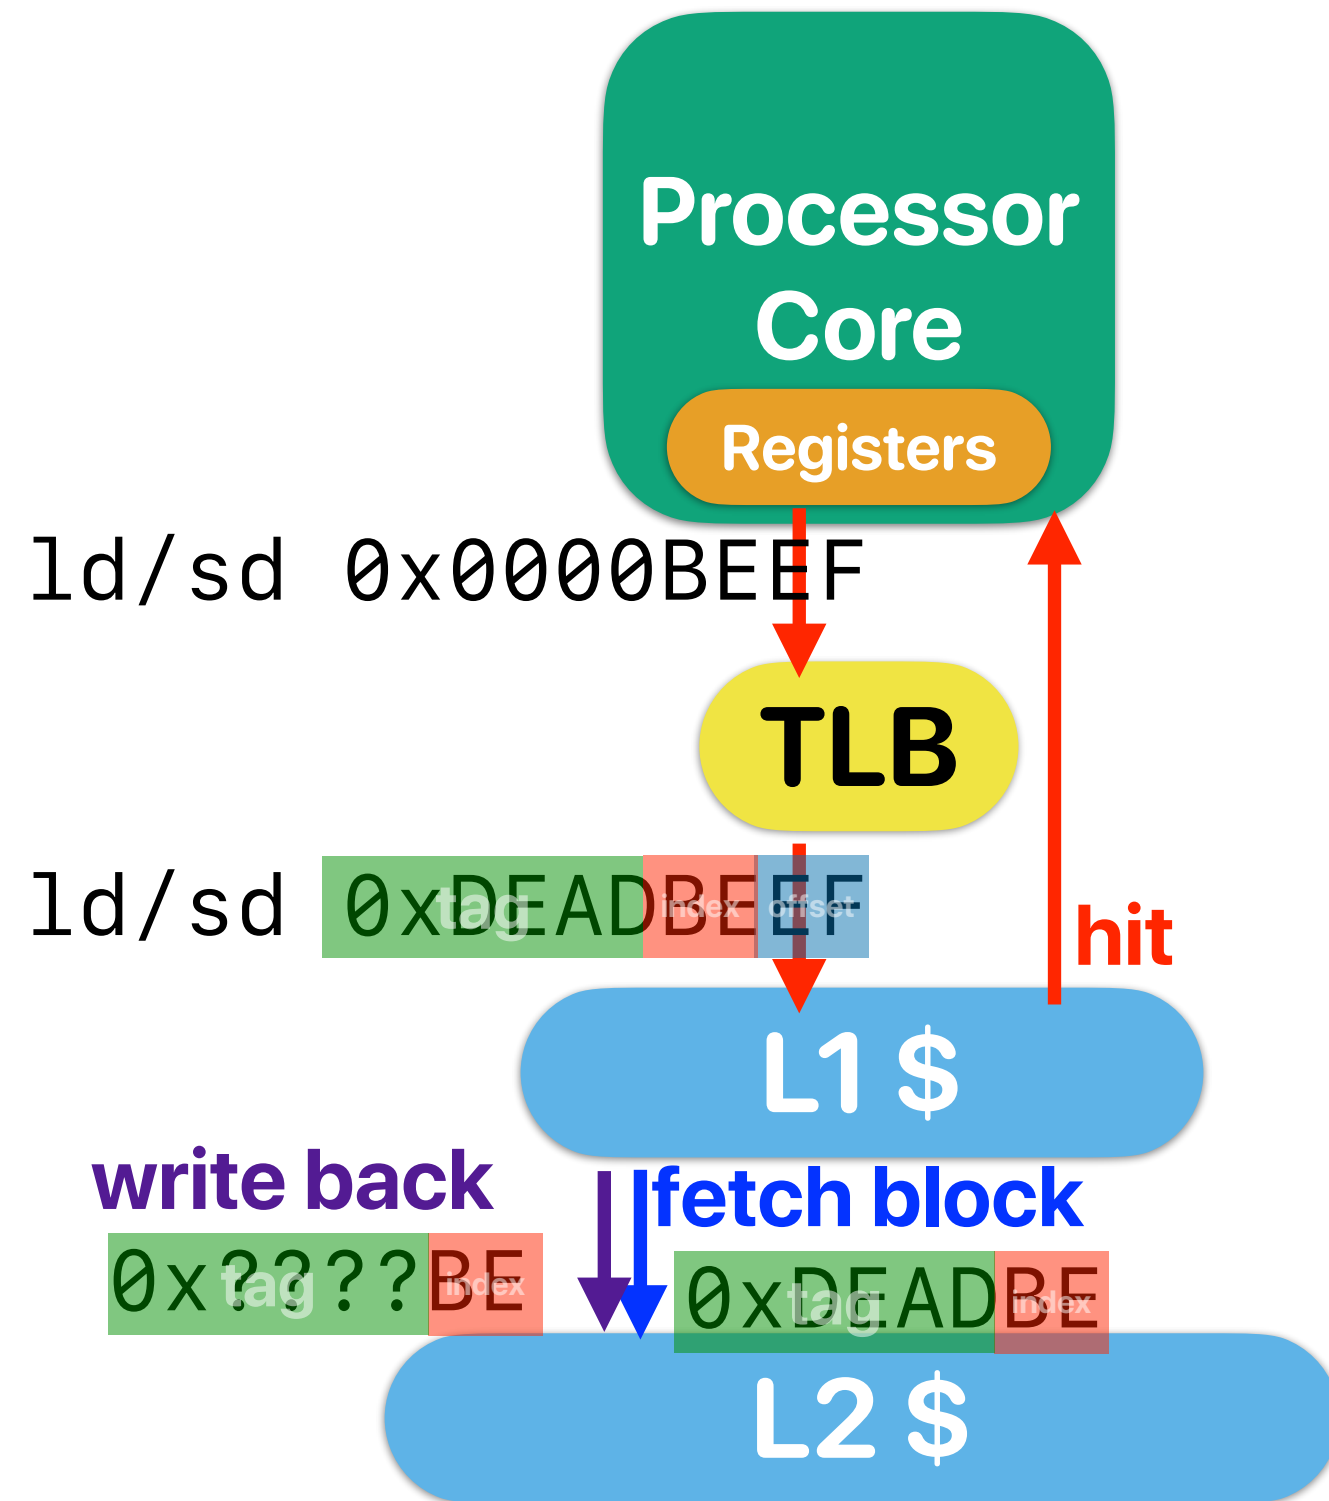 Processor
Core
Registers
ld/sd 0x0000BEEF
TLB
ld/sd 0xDEADBEEF
tag index offset
hit
L1 $
write back
fetch block
0x????BE
tag index
0xDEADBE
tag index
L2 $